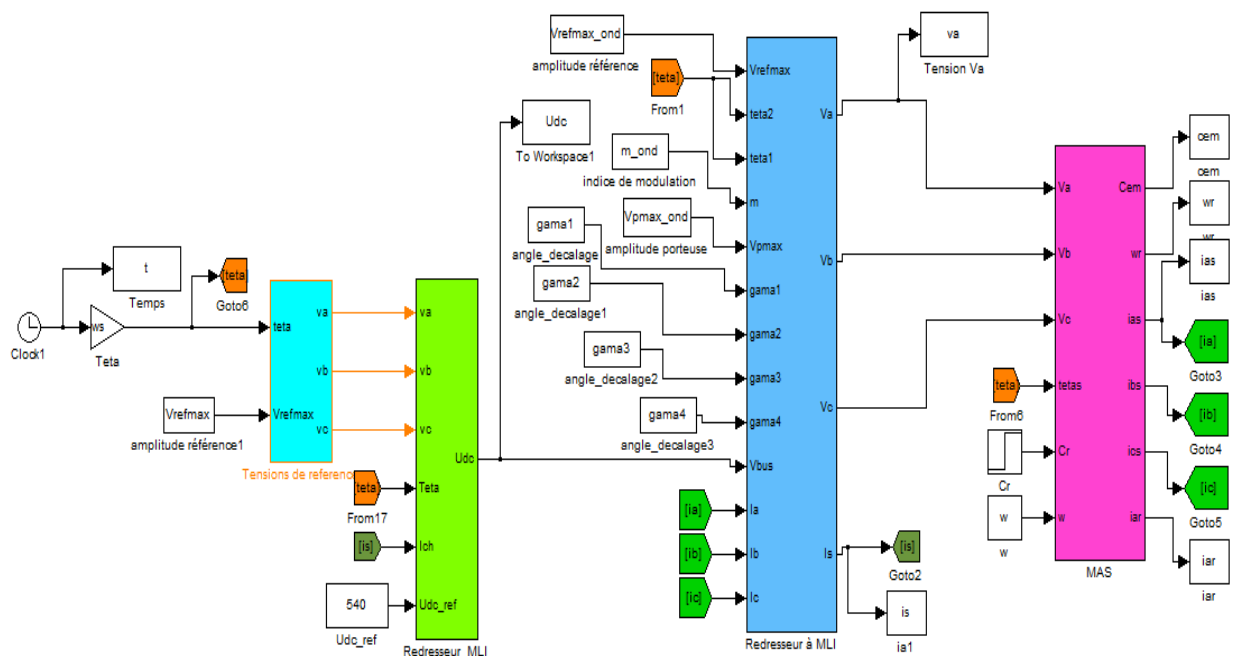 Clock1
t
Temps
ws
Teta
[teta]
Goto6
Vrefmax
amplitude référence1
teta
Vrefmax
va
vb
vc
Tensions de referenc
[teta]
From17
[is]
540
Udc_ref
va
vb
vc
Teta
Ich
Udc_ref
Udc
Redresseur MLI
Udc
To Workspace1
Vrefmax_ond
amplitude référence
[teta]
From1
m_ond
indice de modulation
Vpmax_ond
amplitude porteuse
gama1
angle_decalage
gama2
angle_decalage1
gama3
angle_decalage2
gama4
angle_decalage3
[ia]
[ib]
[ic]
Vrefmax
teta2
teta1
m
Vpmax
gama1
gama2
gama3
gama4
Vbus
Ia
Ib
Ic
Va
Vb
Vc
Is
Redresseur à MLI
va
Tension Va
[is]
Goto2
is
ia1
[teta]
From6
Cr
w
w
Va
Vb
Vc
tetas
Cr
w
Cem
wr
ias
ibs
ics
iar
MAS
cem
cem
wr
wr
ias
ias
[ia]
Goto3
[ib]
Goto4
[ic]
Goto5
iar
iar